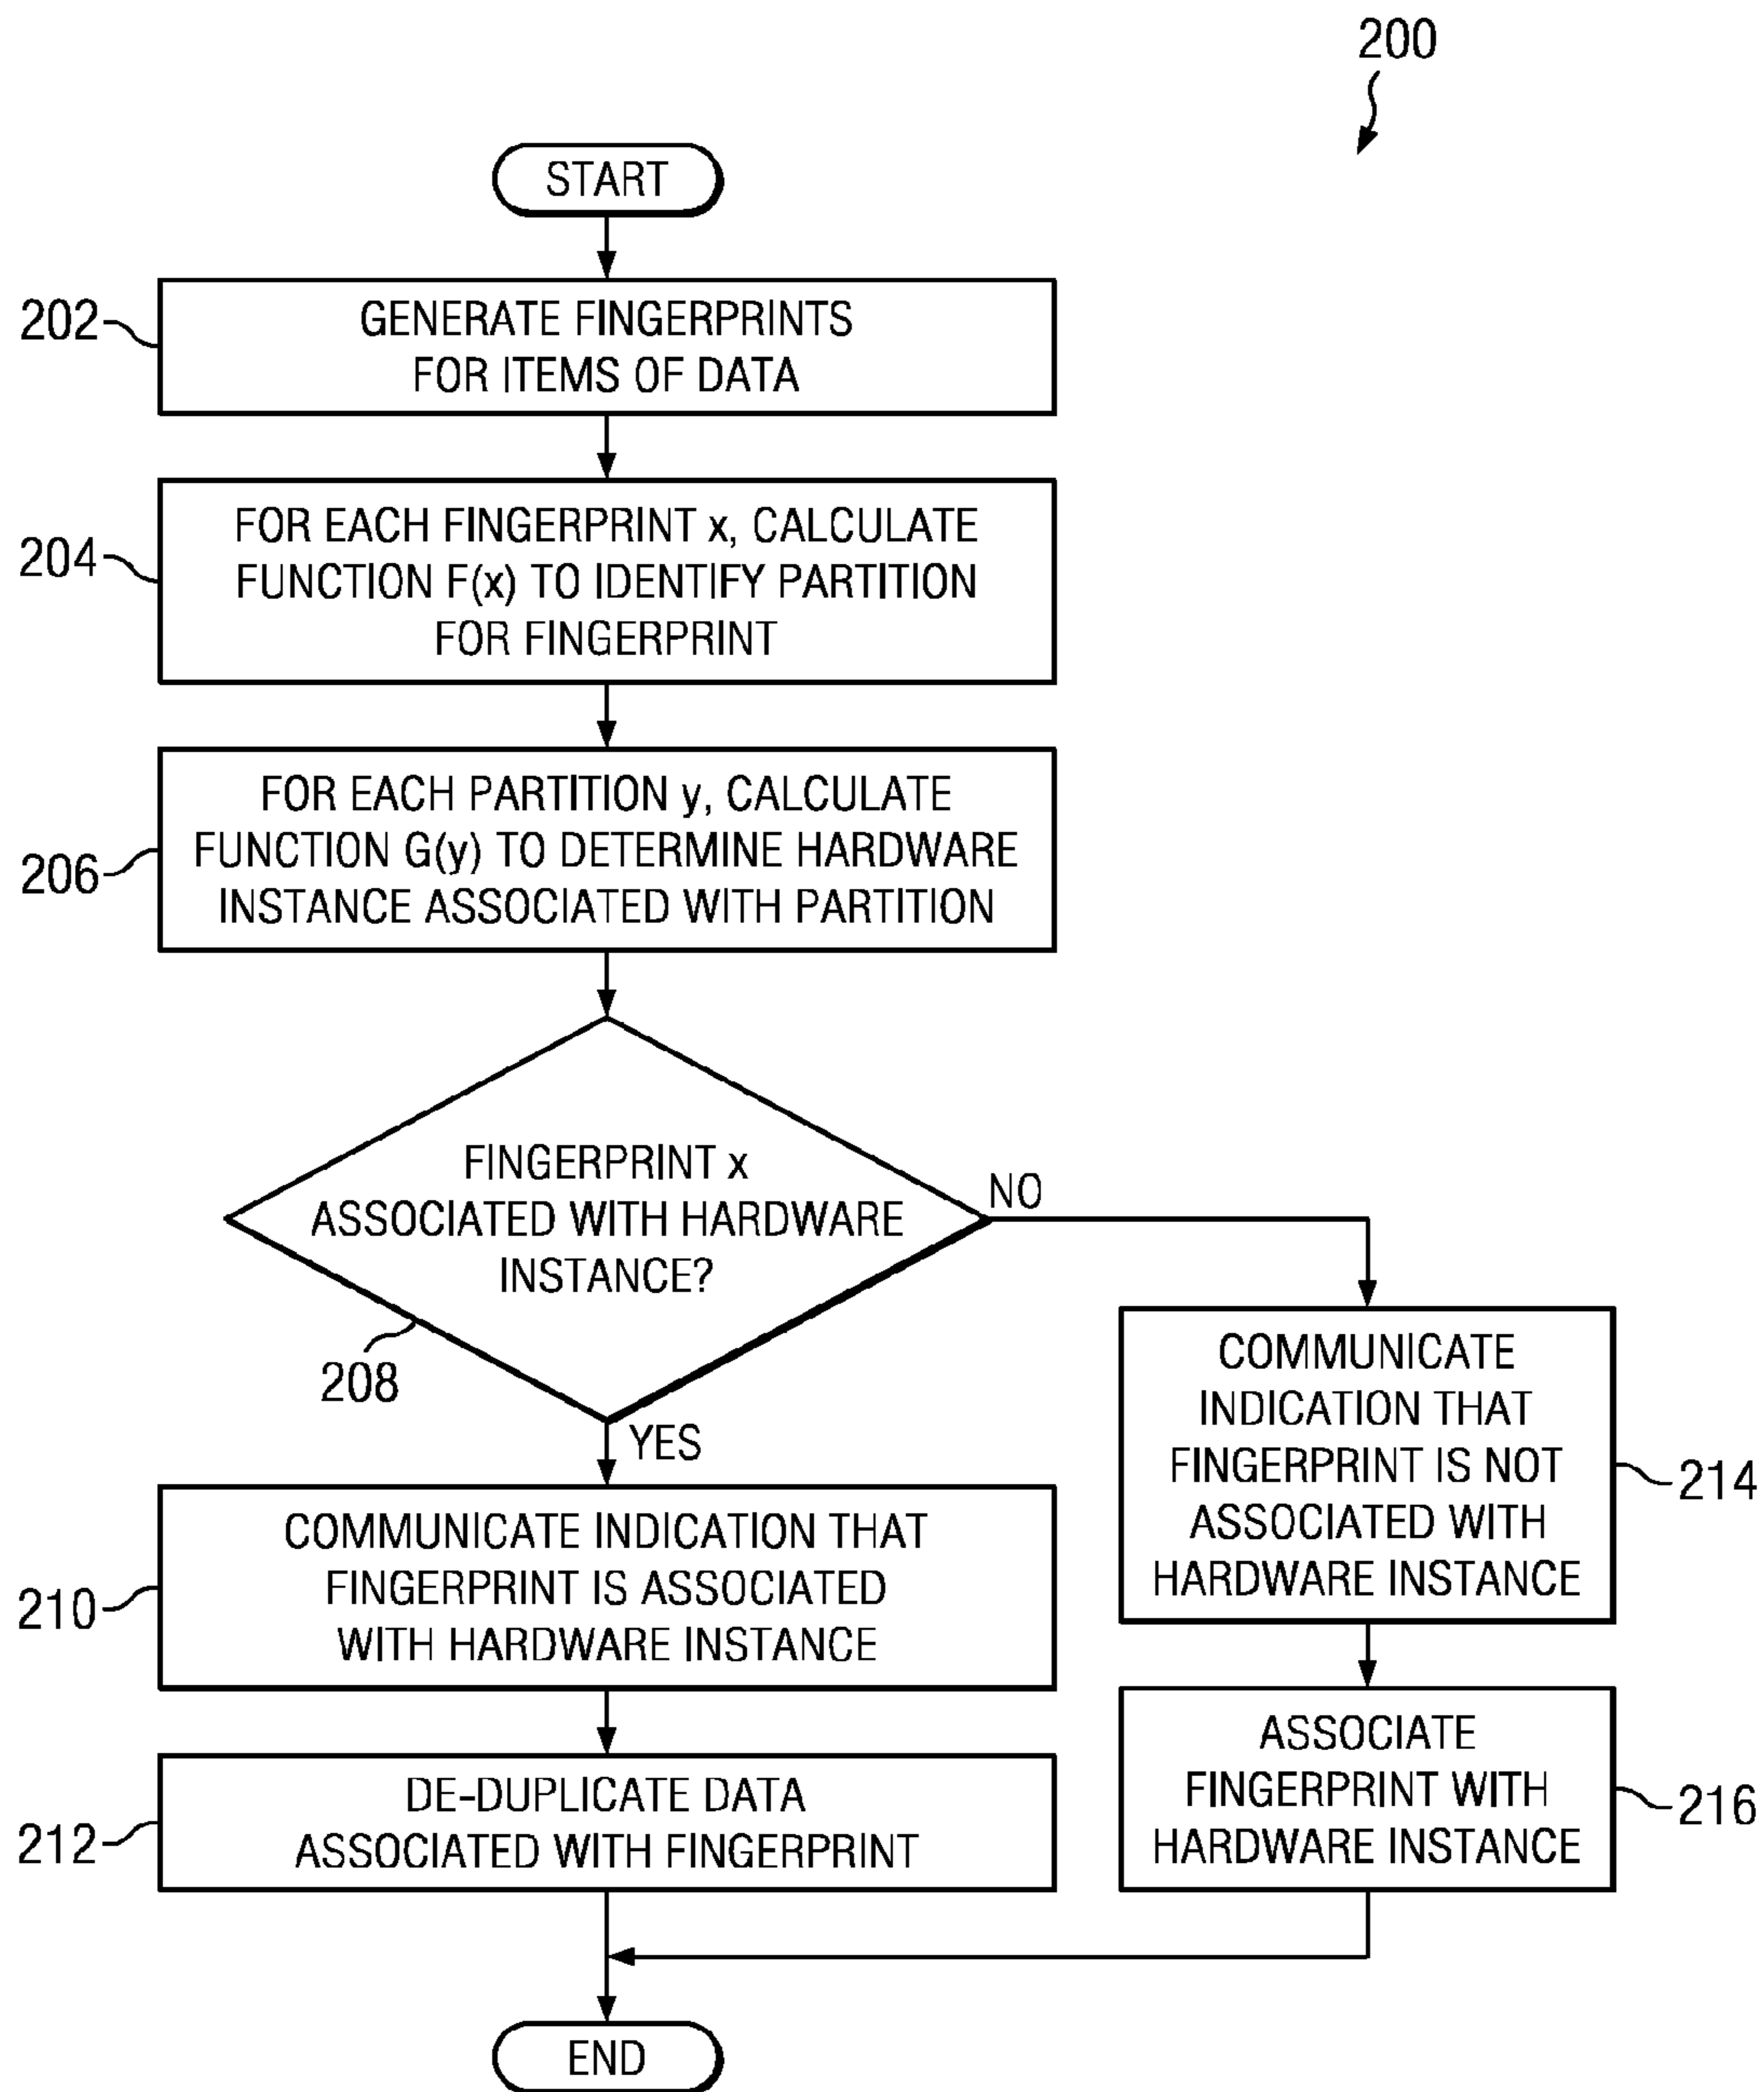 200
START
202
GENERATE FINGERPRINTS
FOR ITEMS OF DATA
204
FOR EACH FINGERPRINT x, CALCULATE
FUNCTION F(x) TO IDENTIFY PARTITION
FOR FINGERPRINT
206
FOR EACH PARTITION y, CALCULATE
FUNCTION G(y) TO DETERMINE HARDWARE
INSTANCE ASSOCIATED WITH PARTITION
FINGERPRINT x
ASSOCIATED WITH HARDWARE
INSTANCE?
208
NO
YES
210
COMMUNICATE INDICATION THAT
FINGERPRINT IS ASSOCIATED
WITH HARDWARE INSTANCE
212
DE-DUPLICATE DATA
ASSOCIATED WITH FINGERPRINT
COMMUNICATE
INDICATION THAT
FINGERPRINT IS NOT
ASSOCIATED WITH
HARDWARE INSTANCE
214
ASSOCIATE
FINGERPRINT WITH
HARDWARE INSTANCE
216
END